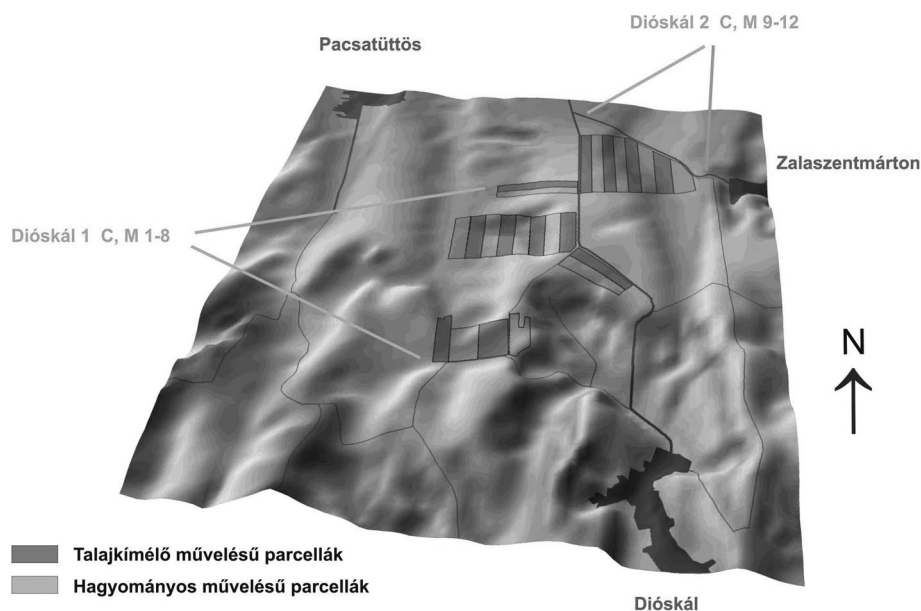 Dióskál 2 C, M 9-12
Pacsatüttös
Zalaszentmárton
Dióskál 1 C, M 1-8
N
Talajkímélő művelésű parcellák
Hagyományos művelésű parcellák
Dióskál